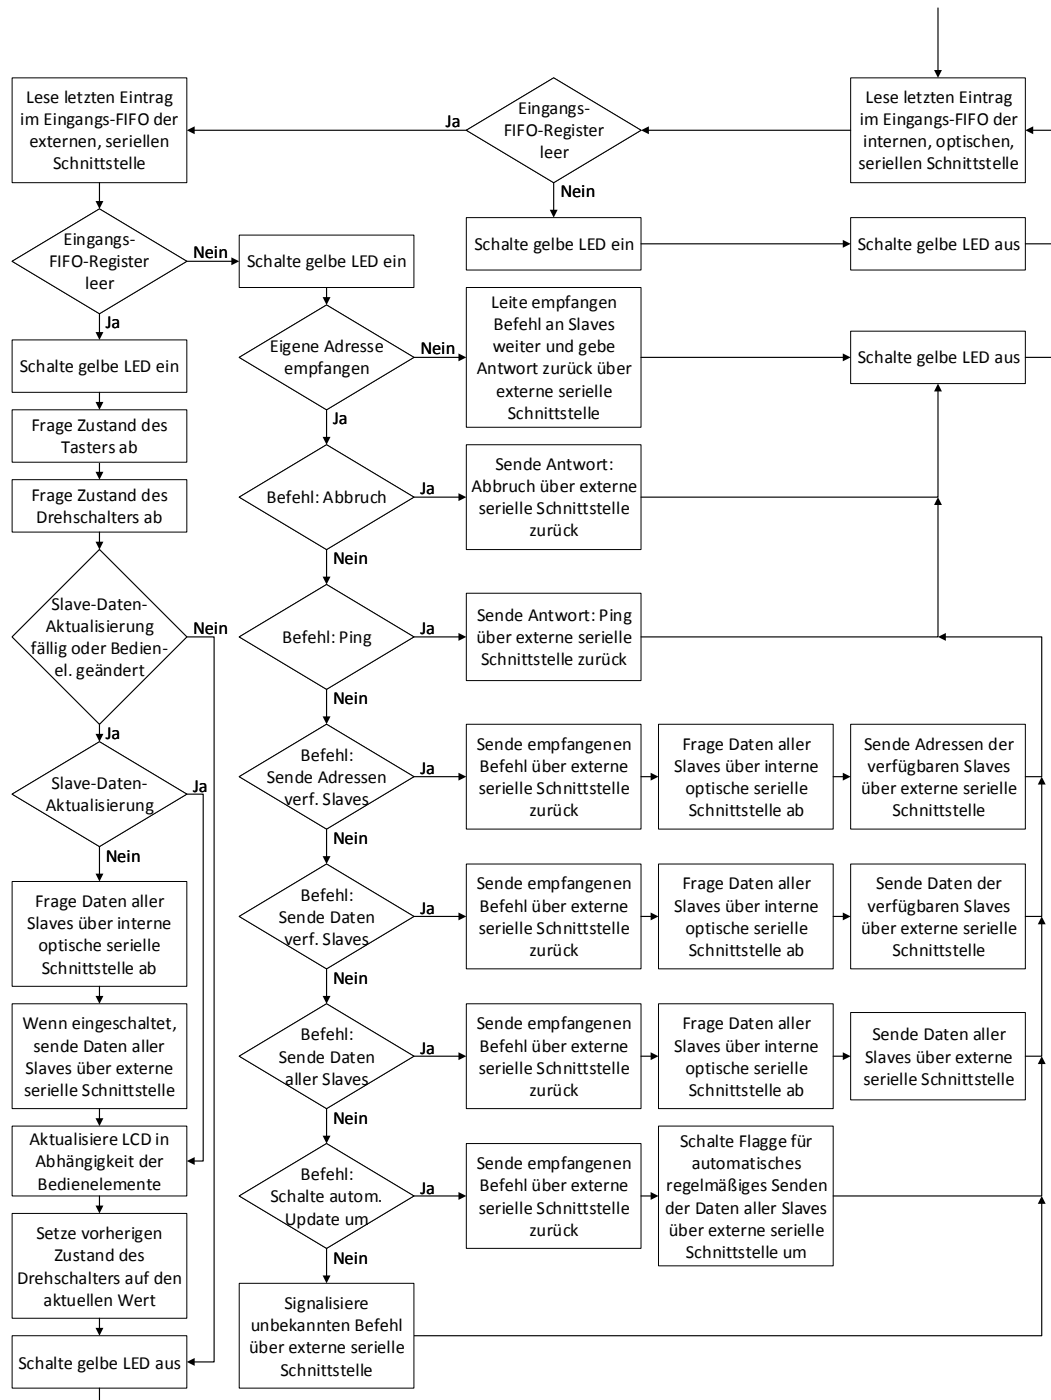 Lese letzten Eintrag
im Eingangs-FIFO der
externen, seriellen
Schnittstelle
Ja
Eingangs-
FIFO-Register
leer
Lese letzten Eintrag
im Eingangs-FIFO der
internen, optischen,
seriellen Schnittstelle
Nein
Schalte gelbe LED ein
Schalte gelbe LED aus
Eingangs-
FIFO-Register
leer
Nein
Schalte gelbe LED ein
Ja
Eigene Adresse
empfangen
Nein
Leite empfangen
Befehl an Slaves
weiter und gebe
Antwort zurück über
externe serielle
Schnittstelle
Schalte gelbe LED aus
Ja
Schalte gelbe LED ein
Frage Zustand des
Tasters ab
Frage Zustand des
Drehschalters ab
Befehl: Abbruch
Ja
Sende Antwort:
Abbruch über externe
serielle Schnittstelle
zurück
Nein
Slave-Daten-
Aktualisierung
fällig oder Bedien-
el. geändert
Nein
Ja
Befehl: Ping
Ja
Sende Antwort: Ping
über externe serielle
Schnittstelle zurück
Nein
Slave-Daten-
Aktualisierung
Ja
Nein
Befehl:
Sende Adressen
verf. Slaves
Ja
Sende empfangenen
Befehl über externe
serielle Schnittstelle
zurück
Frage Daten aller
Slaves über interne
optische serielle
Schnittstelle ab
Sende Adressen der
verfügbaren Slaves
über externe serielle
Schnittstelle
Nein
Frage Daten aller
Slaves über interne
optische serielle
Schnittstelle ab
Befehl:
Sende Daten
verf. Slaves
Ja
Sende empfangenen
Befehl über externe
serielle Schnittstelle
zurück
Frage Daten aller
Slaves über interne
optische serielle
Schnittstelle ab
Sende Daten der
verfügbaren Slaves
über externe serielle
Schnittstelle
Nein
Wenn eingeschaltet,
sende Daten aller
Slaves über externe
serielle Schnittstelle
Befehl:
Sende Daten
aller Slaves
Ja
Sende empfangenen
Befehl über externe
serielle Schnittstelle
zurück
Frage Daten aller
Slaves über interne
optische serielle
Schnittstelle ab
Sende Daten aller
Slaves über externe
serielle Schnittstelle
Nein
Aktualisiere LCD in
Abhängigkeit der
Bedienelemente
Befehl:
Schalte autom.
Update um
Ja
Sende empfangenen
Befehl über externe
serielle Schnittstelle
zurück
Schalte Flagge für
automatisches
regelmäßiges Senden
der Daten aller Slaves
über externe serielle
Schnittstelle um
Nein
Setze vorherigen
Zustand des
Drehschalters auf den
aktuellen Wert
Signalisiere
unbekannten Befehl
über externe serielle
Schnittstelle
Schalte gelbe LED aus